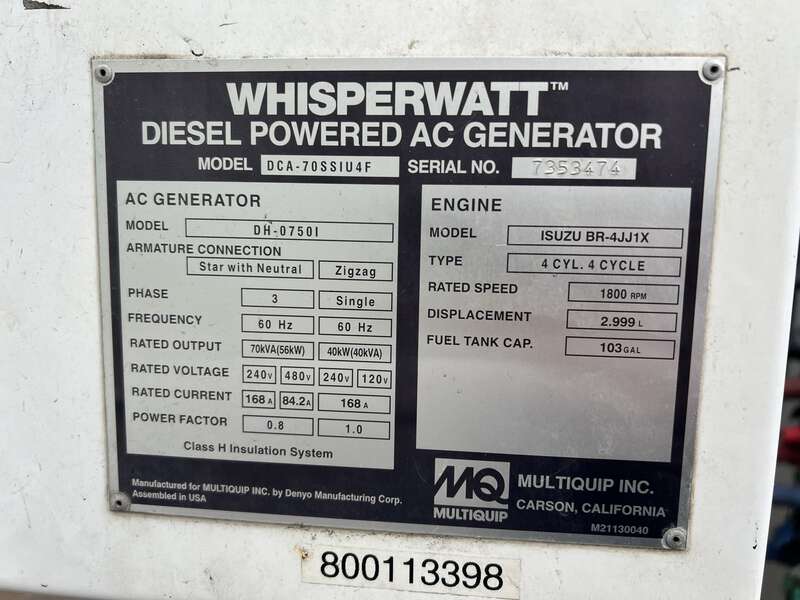 WHISPERWATT™
DIESEL POWERED AC GENERATOR
MODEL DCA-70SSIU4F SERIAL NO. 7353474
AC GENERATOR
MODEL DH-0750I
ARMATURE CONNECTION
Star with Neutral Zigzag
PHASE 3 Single
FREQUENCY 60 Hz 60 Hz
RATED OUTPUT 70kVA(56kW) 40kW(40kVA)
RATED VOLTAGE 240V 480V 240V 120V
RATED CURRENT 168A 84.2A 168A
POWER FACTOR 0.8 1.0
Class H Insulation System
ENGINE
MODEL ISUZU BR-4JJ1X
TYPE 4 CYL. 4 CYCLE
RATED SPEED 1800 RPM
DISPLACEMENT 2.999 L
FUEL TANK CAP. 103 GAL
Manufactured for MULTIQUIP INC. by Denyo Manufacturing Corp.
Assembled in USA
MQ
MULTIQUIP
MULTIQUIP INC.
CARSON, CALIFORNIA
M21130040
800113398